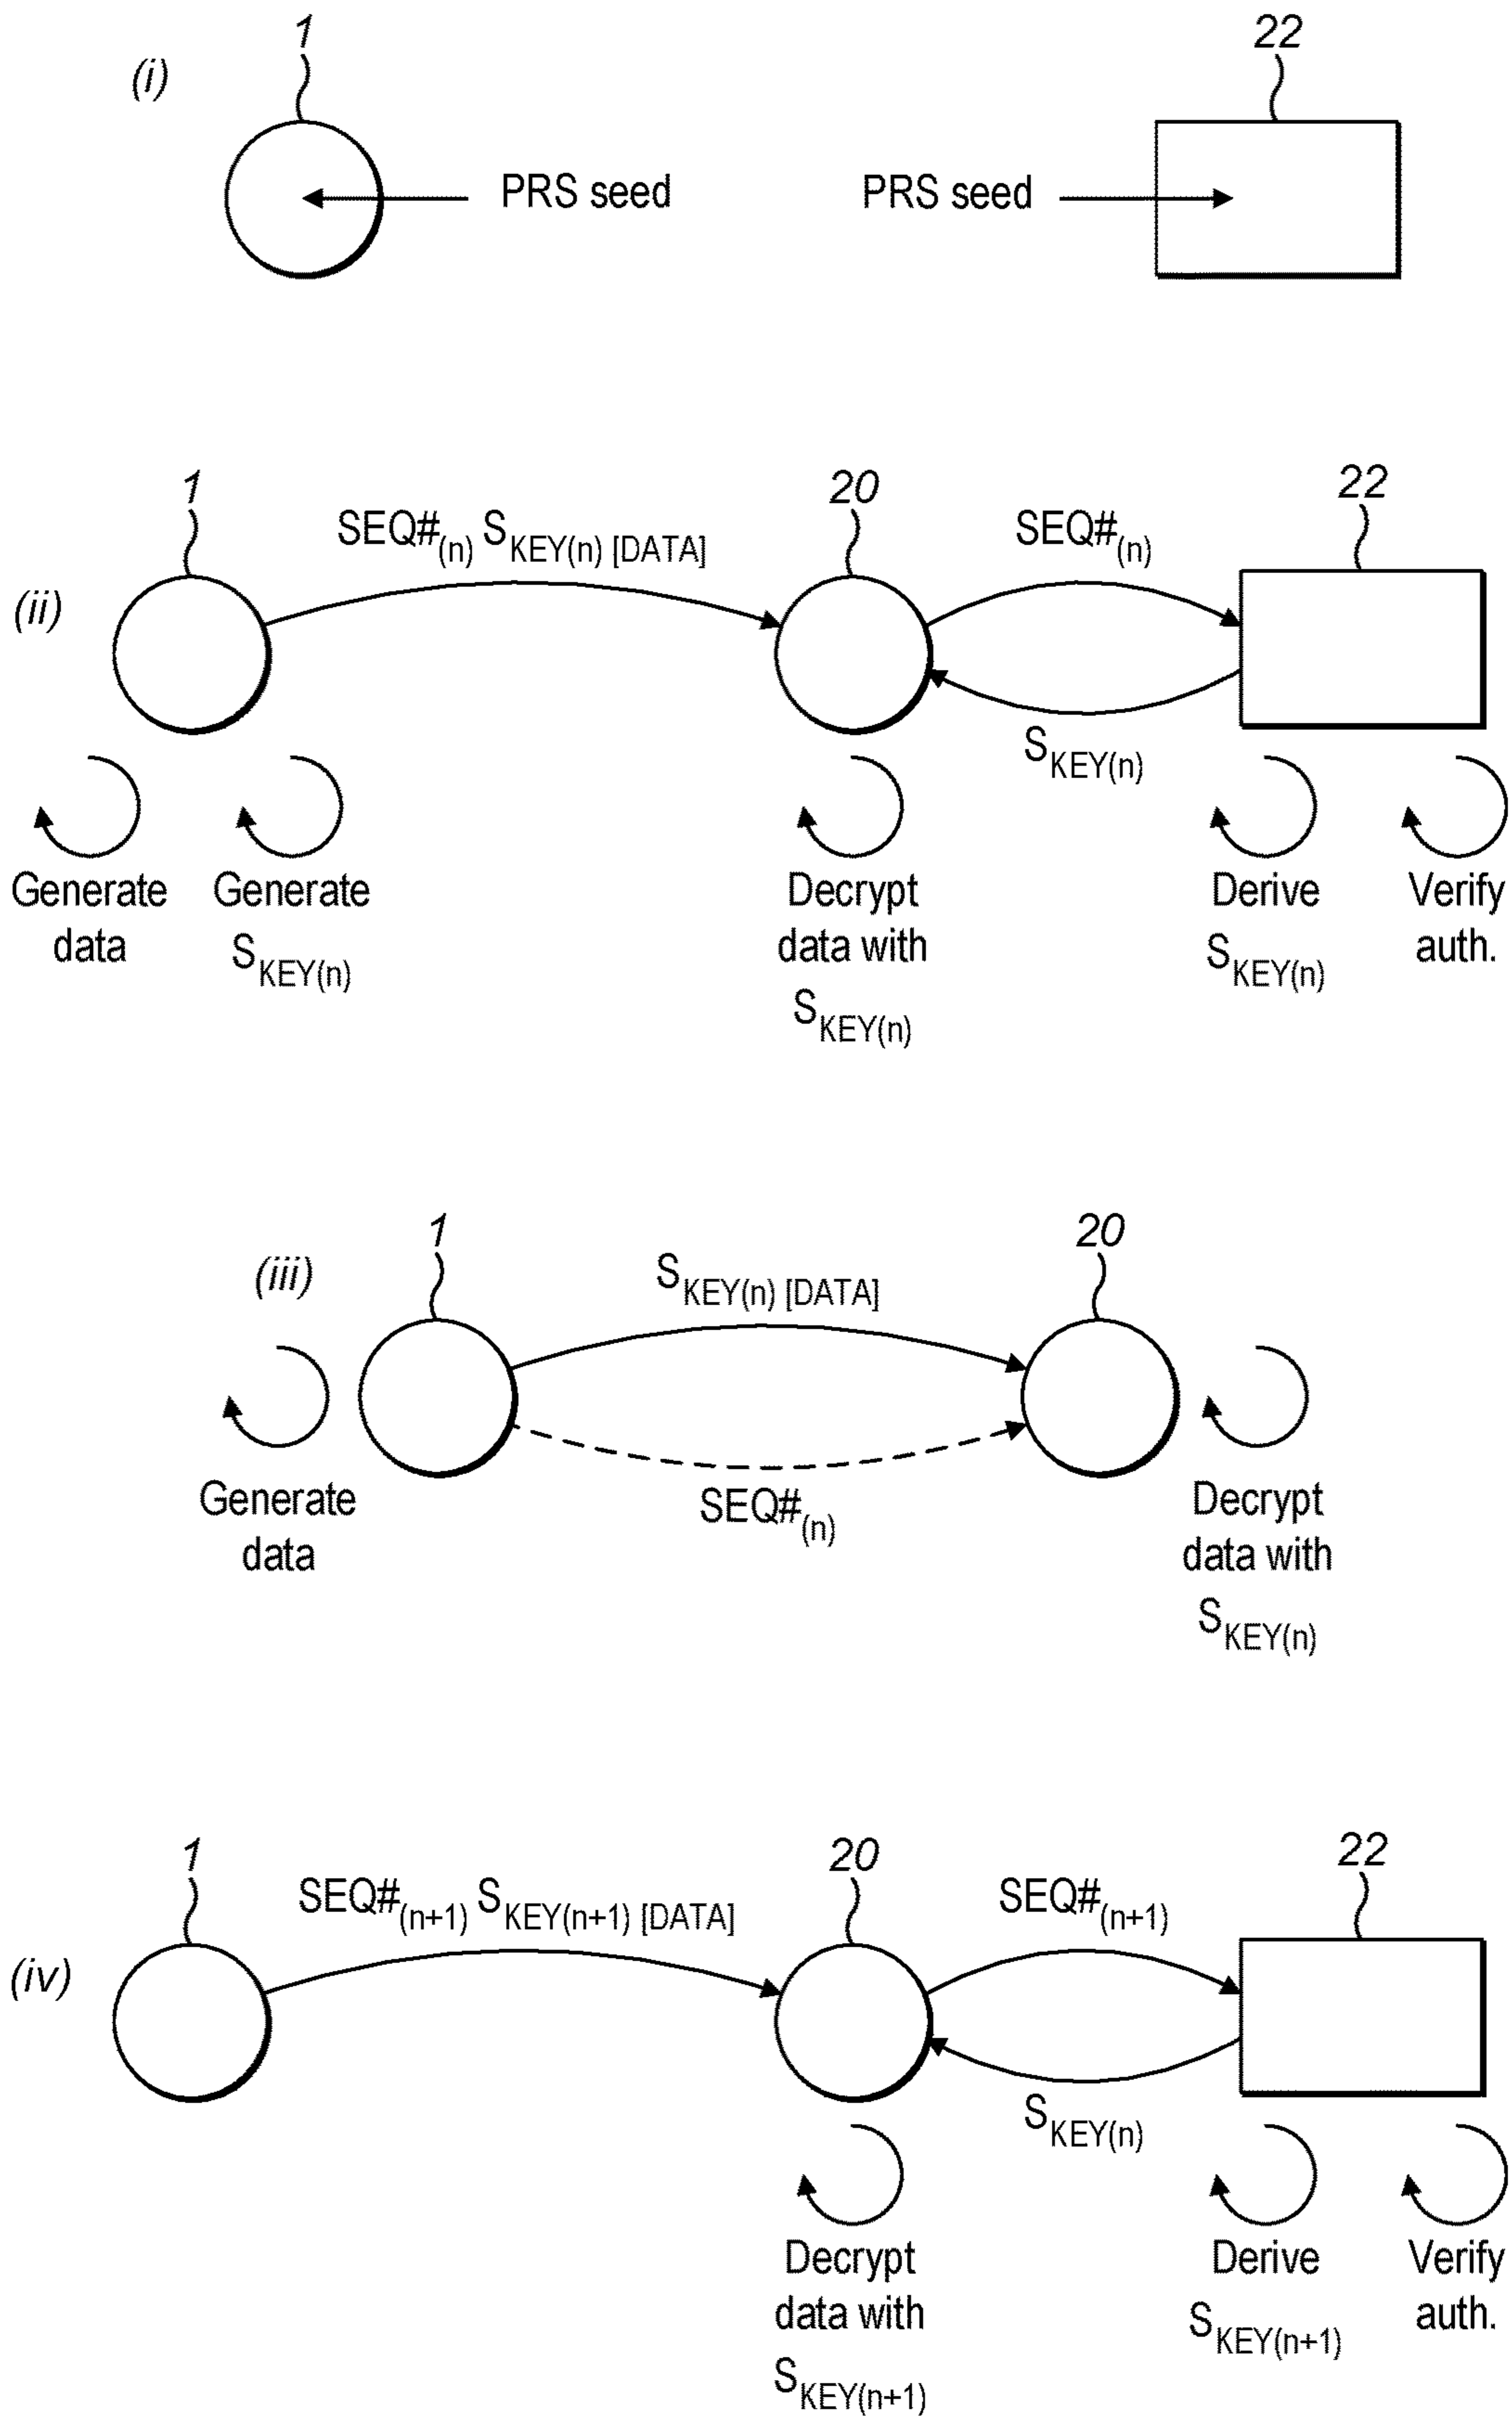 (i)
1
22
PRS seed
PRS seed
(ii)
1
20
22
SEQ#(n) SKEY(n) [DATA]
SEQ#(n)
SKEY(n)
Generate
data
Generate
SKEY(n)
Decrypt
data with
SKEY(n)
Derive
SKEY(n)
Verify
auth.
(iii)
1
20
SKEY(n) [DATA]
SEQ#(n)
Generate
data
Decrypt
data with
SKEY(n)
(iv)
1
20
22
SEQ#(n+1) SKEY(n+1) [DATA]
SEQ#(n+1)
SKEY(n)
Decrypt
data with
SKEY(n+1)
Derive
SKEY(n+1)
Verify
auth.